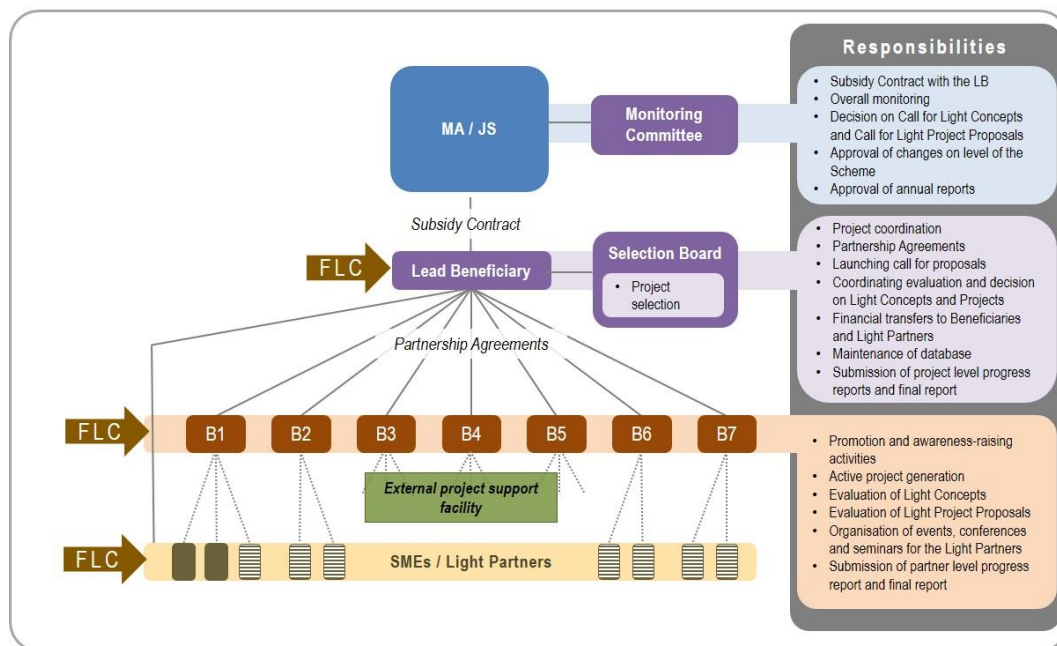 Responsibilities
MA / JS
Monitoring
Committee
• Subsidy Contract with the LB
• Overall monitoring
• Decision on Call for Light Concepts
and Call for Light Project Proposals
• Approval of changes on level of the
Scheme
• Approval of annual reports
Subsidy Contract
FLC
Lead Beneficiary
Selection Board
• Project
selection
• Project coordination
• Partnership Agreements
• Launching call for proposals
• Coordinating evaluation and decision
on Light Concepts and Projects
• Financial transfers to Beneficiaries
and Light Partners
• Maintenance of database
• Submission of project level progress
reports and final report
Partnership Agreements
FLC
B1
B2
B3
B4
B5
B6
B7
External project support
facility
• Promotion and awareness-raising
activities
• Active project generation
• Evaluation of Light Concepts
• Evaluation of Light Project Proposals
• Organisation of events, conferences
and seminars for the Light Partners
• Submission of partner level progress
report and final report
FLC
SMEs / Light Partners